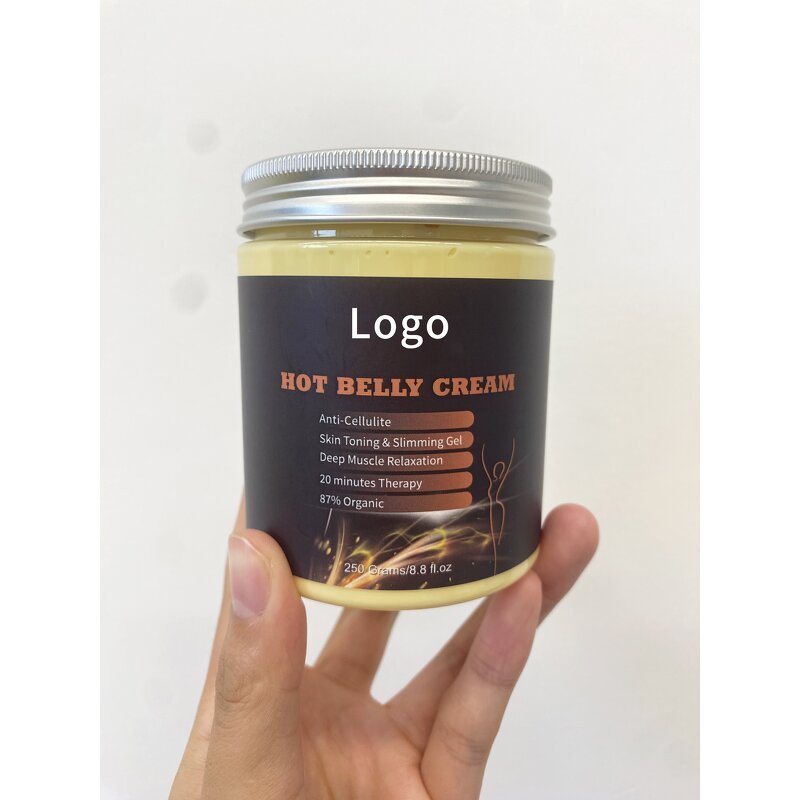 Logo
HOT BELLY CREAM
Anti-Cellulite
Skin Toning & Slimming Gel
Deep Muscle Relaxation
20 minutes Therapy
87% Organic
250 Grams/8.8 fl.oz